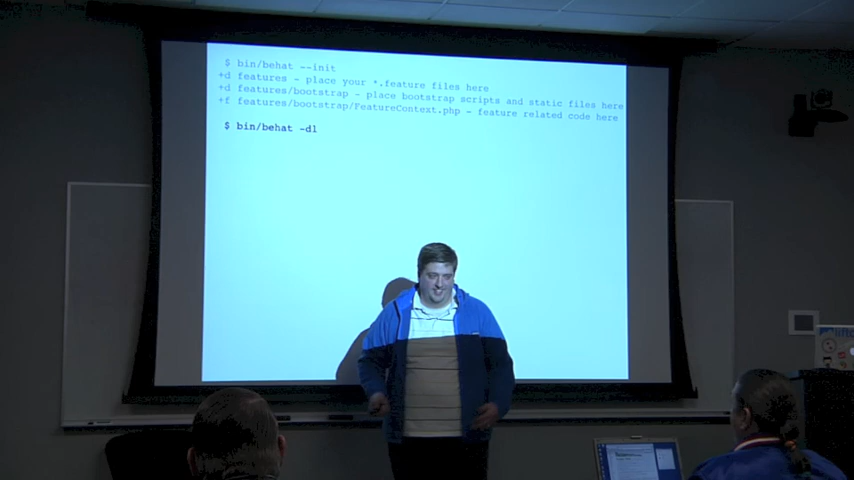 $ bin/behat --init
+d features - place your *.feature files here
+d features/bootstrap - place bootstrap scripts and static files here
+f features/bootstrap/FeatureContext.php - feature related code here
$ bin/behat -dl